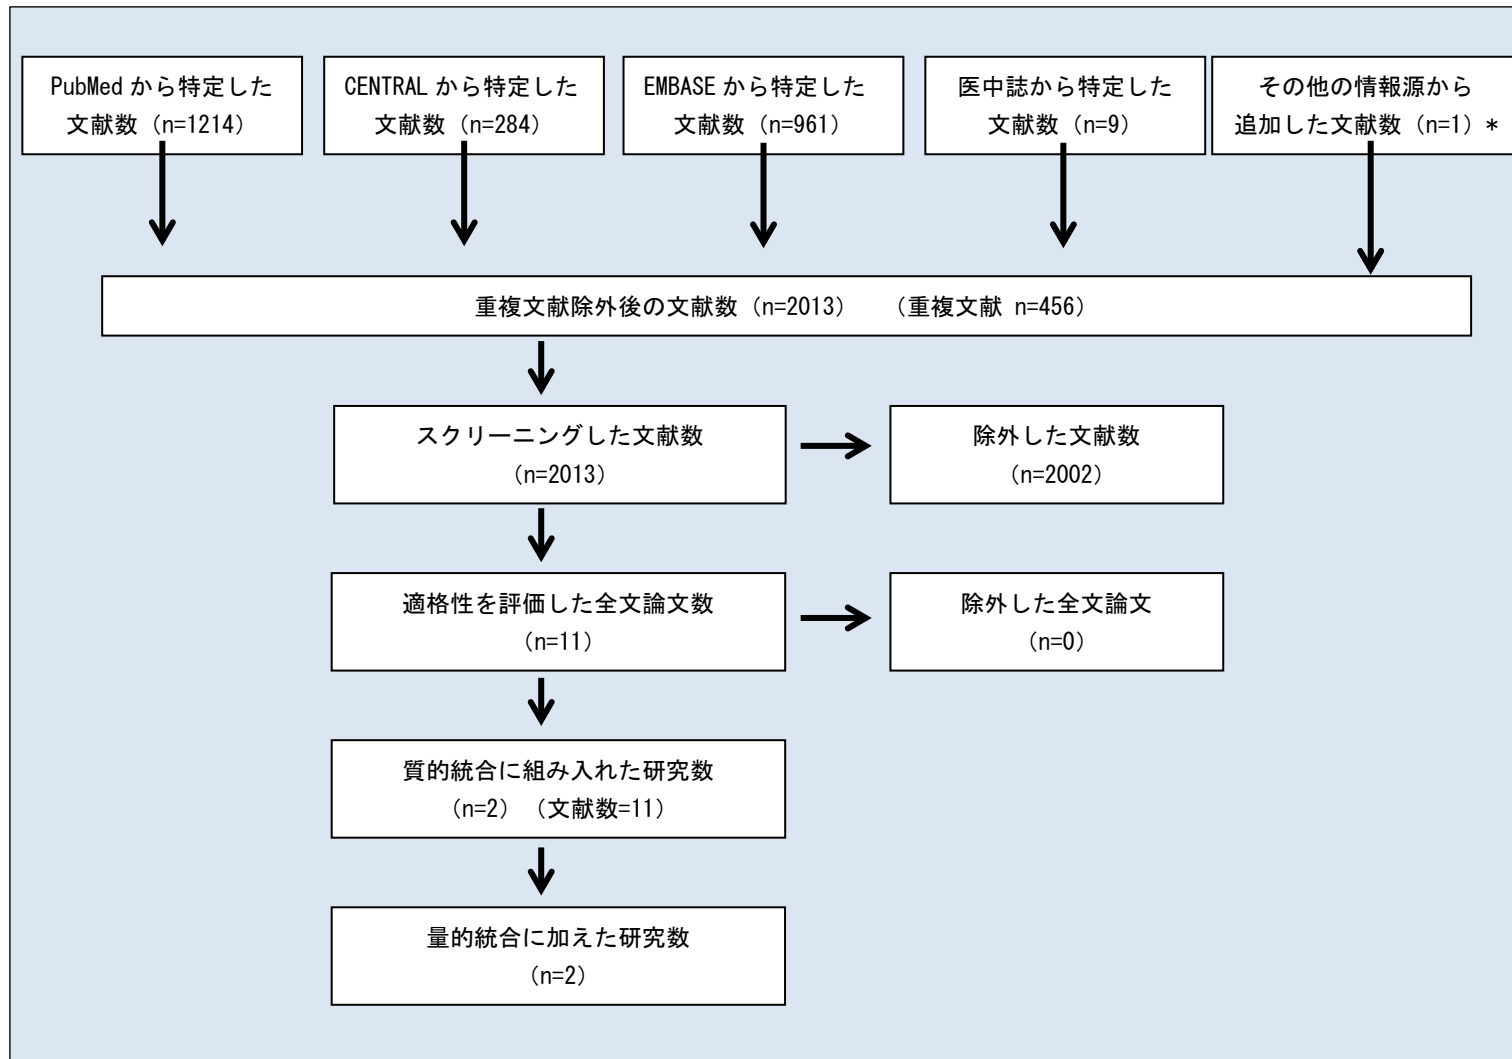 PubMed から特定した
文献数（n=1214）
CENTRAL から特定した
文献数（n=284）
EMBASE から特定した
文献数（n=961）
医中誌から特定した
文献数（n=9）
その他の情報源から
追加した文献数（n=1）*
重複文献除外後の文献数（n=2013） （重複文献 n=456）
スクリーニングした文献数
（n=2013）
除外した文献数
（n=2002）
適格性を評価した全文論文数
（n=11）
除外した全文論文
（n=0）
質的統合に組み入れた研究数
（n=2）（文献数=11）
量的統合に加えた研究数
（n=2）